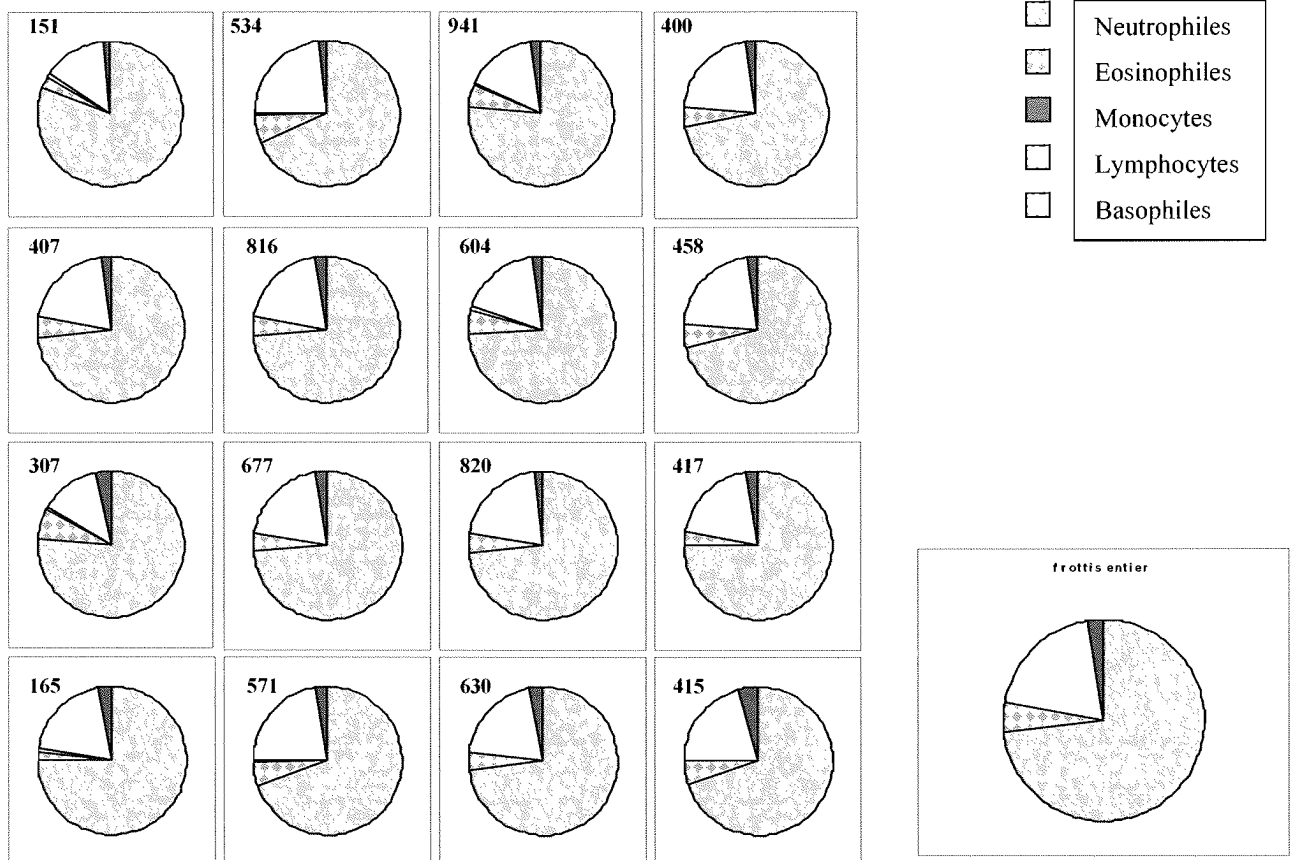 151
534
941
400
407
816
604
458
307
677
820
417
165
571
630
415
Neutrophiles
Eosinophiles
Monocytes
Lymphocytes
Basophiles
frottis entier